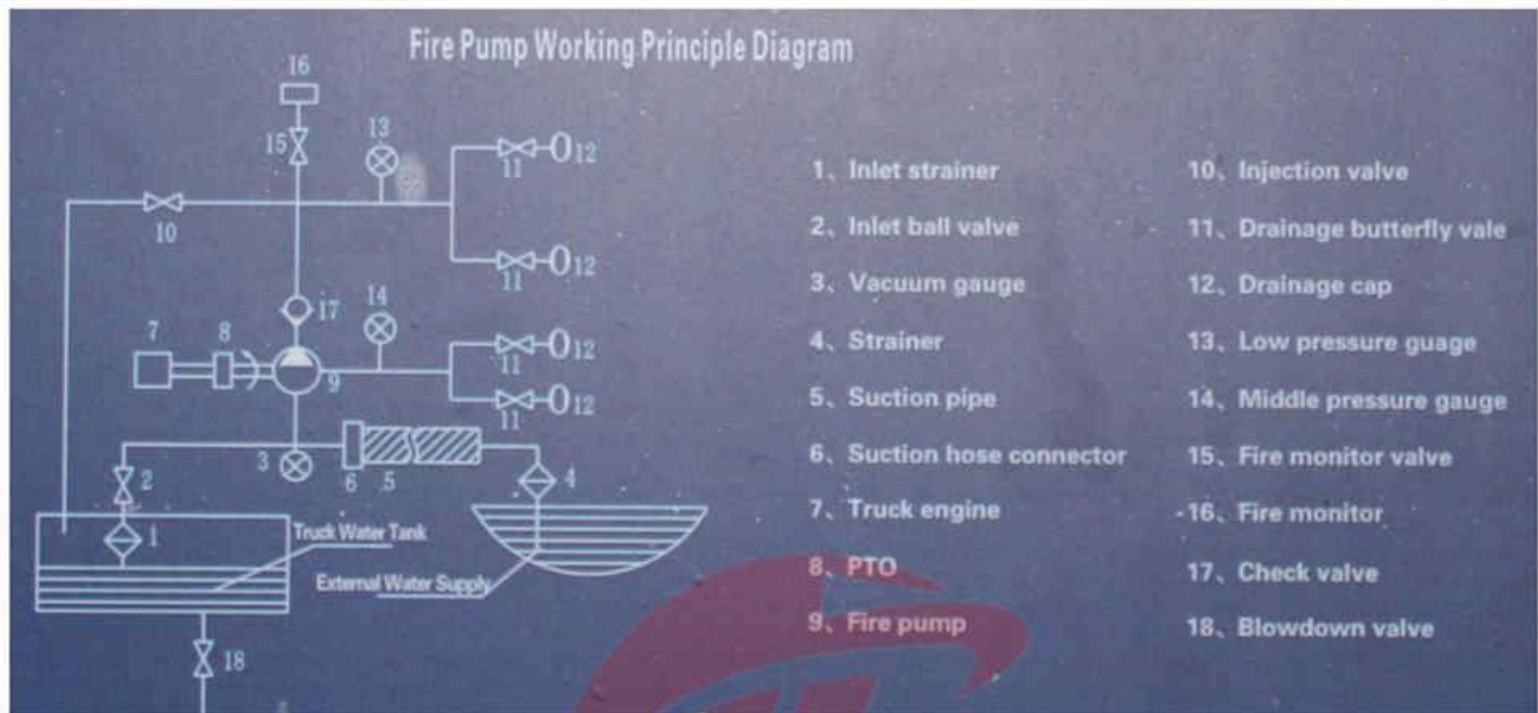 Fire Pump Working Principle Diagram
16
15
13
11
12
10
11
12
17
14
7
8
9
11
12
11
12
3
6
5
4
2
1
Truck Water Tank
External Water Supply
18
1、Inlet strainer
2、Inlet ball valve
3、Vacuum gauge
4、Strainer
5、Suction pipe
6、Suction hose connector
7、Truck engine
8、PTO
9、Fire pump
10、Injection valve
11、Drainage butterfly vale
12、Drainage cap
13、Low pressure guage
14、Middle pressure gauge
15、Fire monitor valve
16、Fire monitor
17、Check valve
18、Blowdown valve